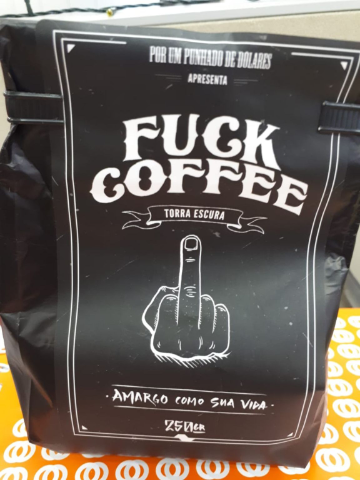 POR UM PUNHADO DE DÓLARES
APRESENTA
FUCK
COFFEE
TORRA ESCURA
AMARGO COMO SUA VIDA
250GR